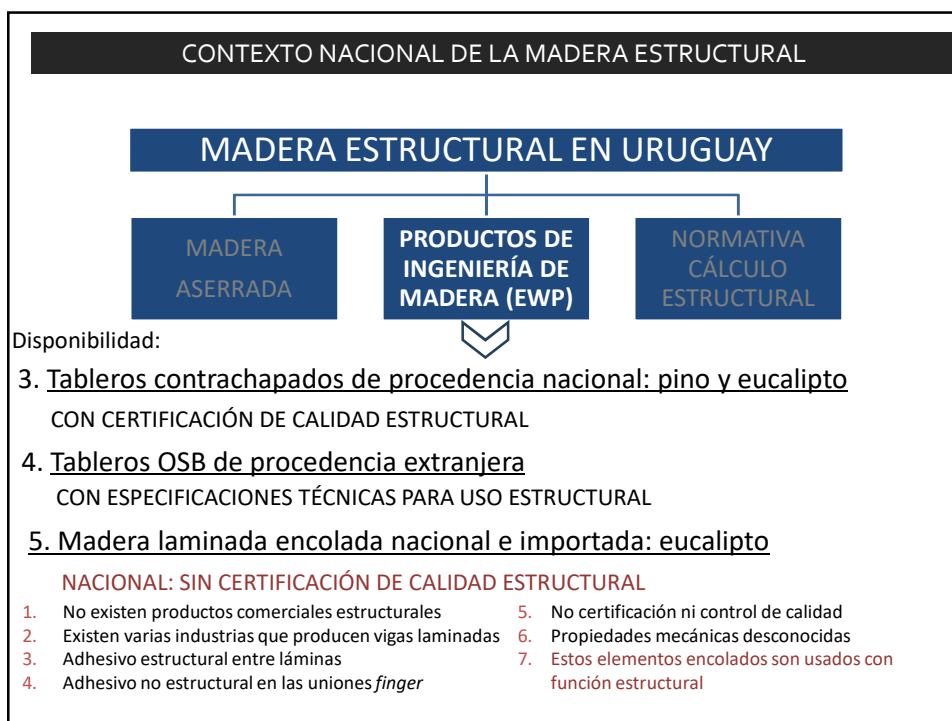 CONTEXTO NACIONAL DE LA MADERA ESTRUCTURAL
MADERA ESTRUCTURAL EN URUGUAY
MADERA
ASERRADA
PRODUCTOS DE
INGENIERÍA DE
MADERA (EWP)
NORMATIVA
CÁLCULO
ESTRUCTURAL
Disponibilidad:
3. Tableros contrachapados de procedencia nacional: pino y eucalipto
CON CERTIFICACIÓN DE CALIDAD ESTRUCTURAL
4. Tableros OSB de procedencia extranjera
CON ESPECIFICACIONES TÉCNICAS PARA USO ESTRUCTURAL
5. Madera laminada encolada nacional e importada: eucalipto
NACIONAL: SIN CERTIFICACIÓN DE CALIDAD ESTRUCTURAL
1. No existen productos comerciales estructurales
2. Existen varias industrias que producen vigas laminadas
3. Adhesivo estructural entre láminas
4. Adhesivo no estructural en las uniones finger
5. No certificación ni control de calidad
6. Propiedades mecánicas desconocidas
7. Estos elementos encolados son usados con
función estructural